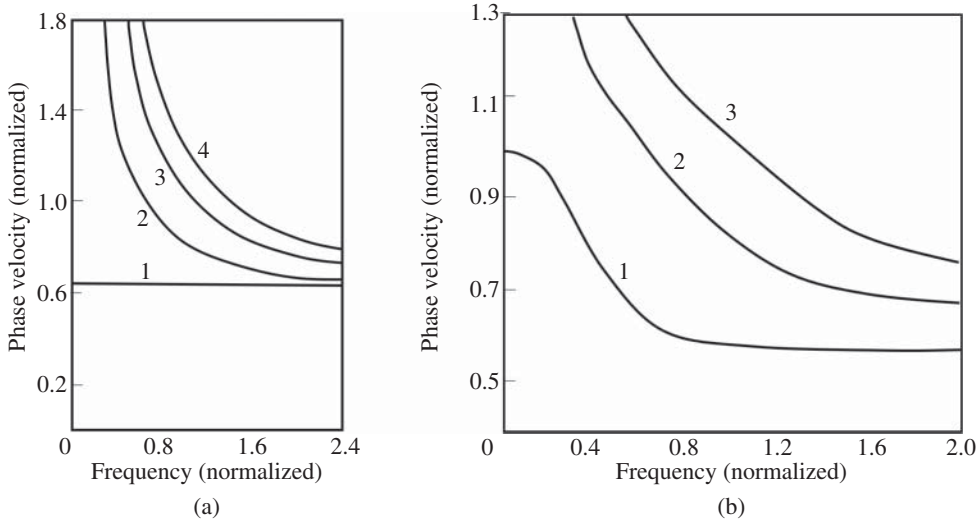 Phase velocity (normalized)
1.8
1.4
1.0
0.6
0.2
4
3
2
1
0 0.8 1.6 2.4
Frequency (normalized)
(a)
Phase velocity (normalized)
1.3
1.1
0.9
0.7
0.5
3
2
1
0 0.4 0.8 1.2 1.6 2.0
Frequency (normalized)
(b)